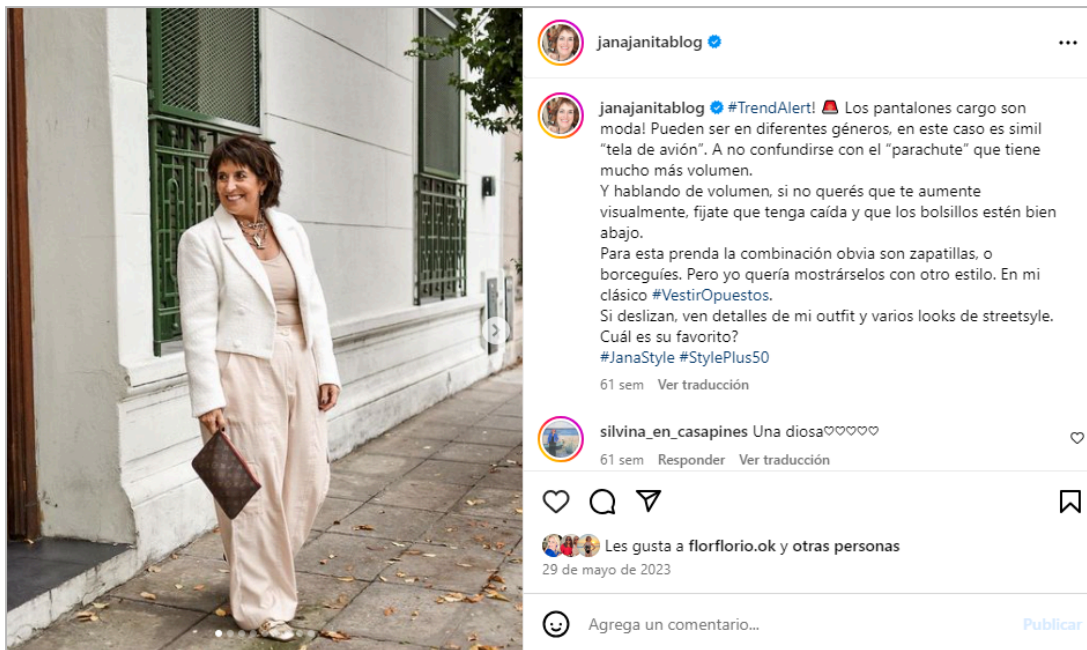 janajanitablog
janajanitablog #TrendAlert! 🚨 Los pantalones cargo son
moda! Pueden ser en diferentes géneros, en este caso es simil
“tela de avión”. A no confundirse con el “parachute” que tiene
mucho más volumen.
Y hablando de volumen, si no querés que te aumente
visualmente, fijate que tenga caída y que los bolsillos estén bien
abajo.
Para esta prenda la combinación obvia son zapatillas, o
borceguíes. Pero yo quería mostrárselos con otro estilo. En mi
clásico #VestirOpuestos.
Si deslizan, ven detalles de mi outfit y varios looks de streetsyle.
Cuál es su favorito?
#JanaStyle #StylePlus50
61 sem Ver traducción
silvina_en_casapines Una diosa♡♡♡♡♡
61 sem Responder Ver traducción
Les gusta a florflorio.ok y otras personas
29 de mayo de 2023
Agrega un comentario... Publicar